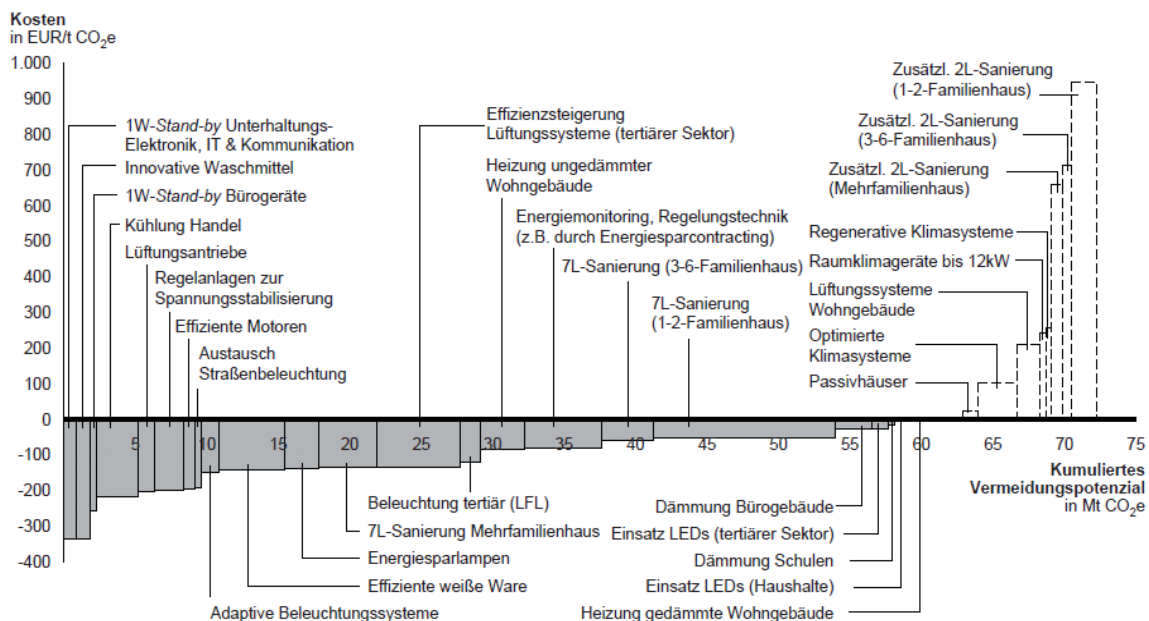 Kosten
in EUR/t CO2e
1.000
900
800
700
600
500
400
300
200
100
0
-100
-200
-300
-400
1W-Stand-by Unterhaltungs-
Elektronik, IT & Kommunikation
Innovative Waschmittel
1W-Stand-by Bürogeräte
Kühlung Handel
Lüftungsantriebe
Regelanlagen zur
Spannungsstabilisierung
Effiziente Motoren
Austausch
Straßenbeleuchtung
Effizienzsteigerung
Lüftungssysteme (tertiärer Sektor)
Heizung ungedämmter
Wohngebäude
Energiemonitoring, Regelungstechnik
(z.B. durch Energiesparcontracting)
7L-Sanierung (3-6-Familienhaus)
7L-Sanierung
(1-2-Familienhaus)
Zusätzl. 2L-Sanierung
(1-2-Familienhaus)
Zusätzl. 2L-Sanierung
(3-6-Familienhaus)
Zusätzl. 2L-Sanierung
(Mehrfamilienhaus)
Regenerative Klimasysteme
Raumklimageräte bis 12kW
Lüftungssysteme
Wohngebäude
Optimierte
Klimasysteme
Passivhäuser
5 10 15 20 25 30 35 40 45 50 55 60 65 70 75
Kumuliertes
Vermeidungspotenzial
in Mt CO2e
Beleuchtung tertiär (LFL)
7L-Sanierung Mehrfamilienhaus
Energiesparlampen
Effiziente weiße Ware
Adaptive Beleuchtungssysteme
Dämmung Bürogebäude
Einsatz LEDs (tertiärer Sektor)
Dämmung Schulen
Einsatz LEDs (Haushalte)
Heizung gedämmte Wohngebäude